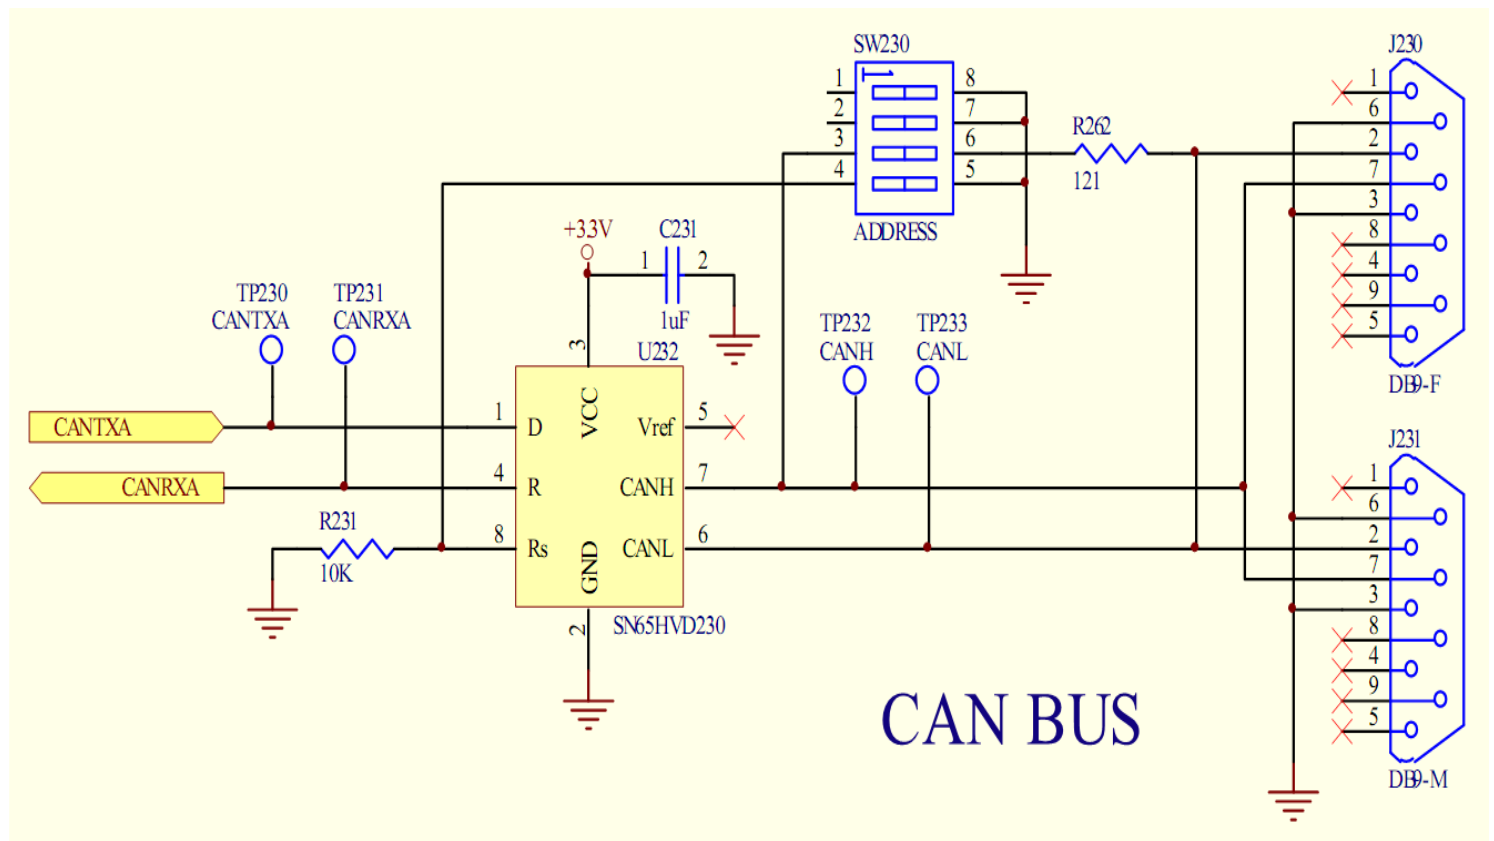 SW230
1
2
3
4
8
7
6
5
ADDRESS
R262
121
J230
1
6
2
7
3
8
4
9
5
DB9-F
+3.3V
C231
1
2
1uF
TP230
CANTXA
TP231
CANRXA
TP232
CANH
TP233
CANL
CANTXA
CANRXA
R231
10K
U232
3
VCC
1
D
4
R
8
Rs
Vref
5
CANH
7
CANL
6
GND
2
SN65HVD230
J231
1
6
2
7
3
8
4
9
5
DB9-M
CAN BUS